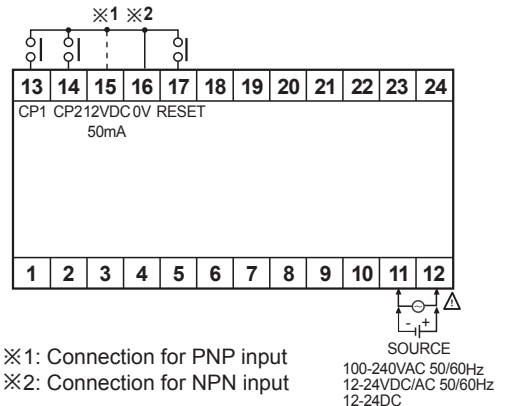 ※1 ※2
13 14 15 16 17 18 19 20 21 22 23 24
CP1 CP2 12VDC 0V RESET
50mA
1 2 3 4 5 6 7 8 9 10 11 12
- +
SOURCE
100-240VAC 50/60Hz
12-24VDC/AC 50/60Hz
12-24DC
※1: Connection for PNP input
※2: Connection for NPN input